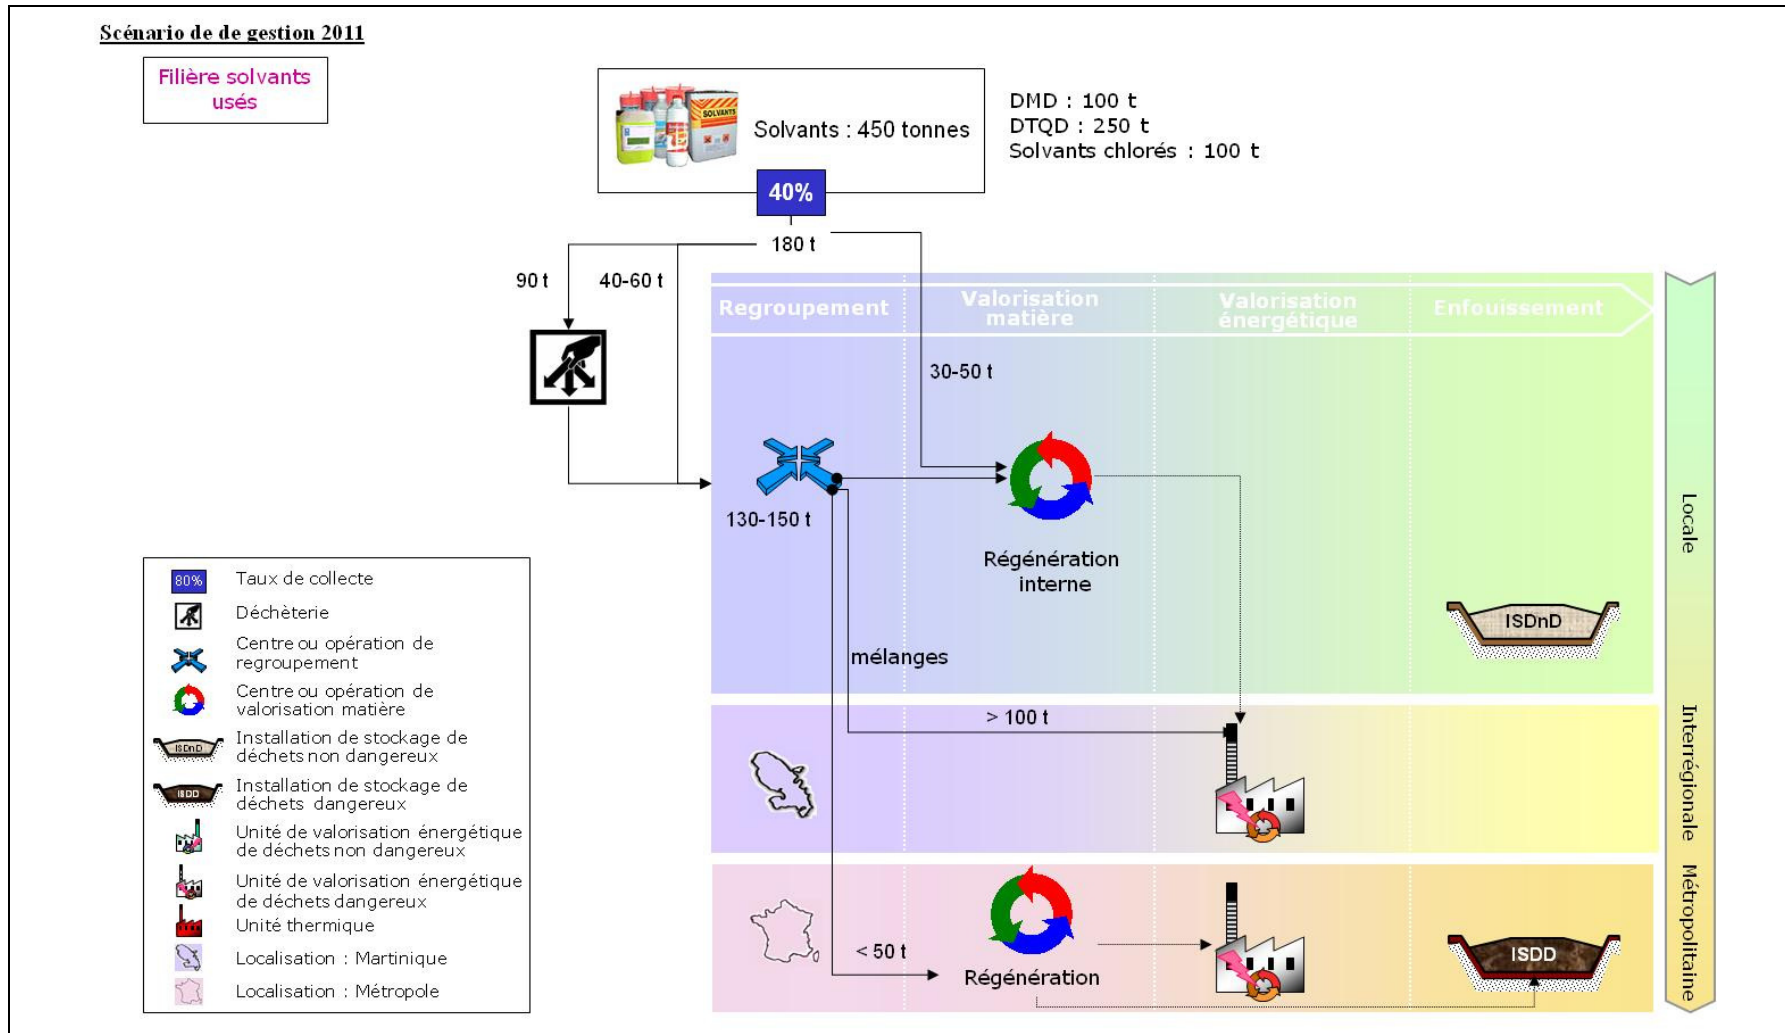 Scénario de de gestion 2011
Filière solvants
usés
SOLVANTS
Solvants : 450 tonnes
DMD : 100 t
DTQD : 250 t
Solvants chlorés : 100 t
40%
180 t
90 t
40-60 t
Regroupement
Valorisation
matière
Valorisation
énergétique
Enfouissement
30-50 t
130-150 t
Régénération
interne
ISDnD
Locale
mélanges
> 100 t
Interrégionale
< 50 t
Régénération
ISDD
Métropolitaine
80%
Taux de collecte
Déchèterie
Centre ou opération de
regroupement
Centre ou opération de
valorisation matière
ISDnD
Installation de stockage de
déchets non dangereux
ISDD
Installation de stockage de
déchets dangereux
Unité de valorisation énergétique
de déchets non dangereux
Unité de valorisation énergétique
de déchets dangereux
Unité thermique
Localisation : Martinique
Localisation : Métropole